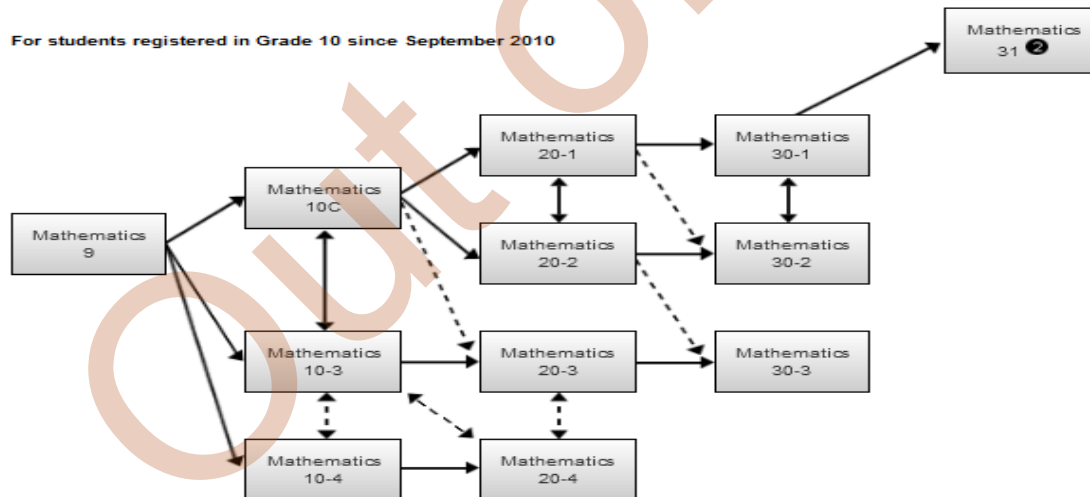 For students registered in Grade 10 since September 2010
Mathematics
31 ❷
Mathematics
20-1
Mathematics
30-1
Mathematics
10C
Mathematics
9
Mathematics
20-2
Mathematics
30-2
Mathematics
10-3
Mathematics
20-3
Mathematics
30-3
Mathematics
10-4
Mathematics
20-4
Out